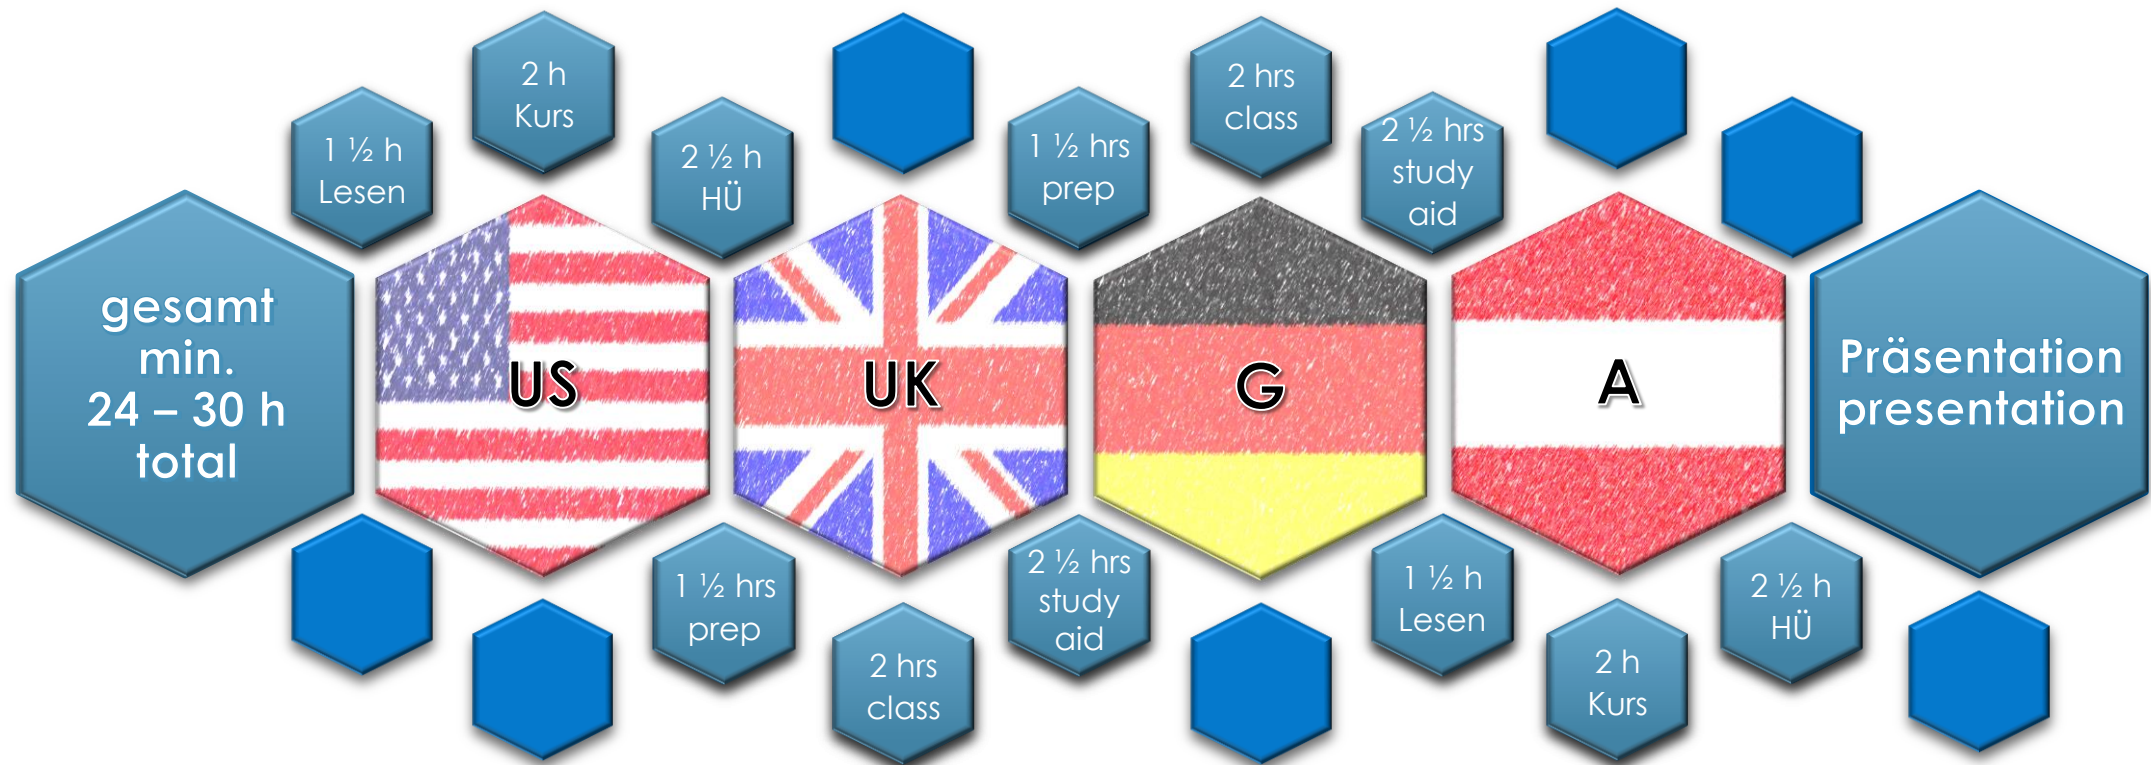 gesamt
min.
24 – 30 h
total
1 ½ h
Lesen
2 h
Kurs
2 ½ h
HÜ
US
1 ½ hrs
prep
2 hrs
class
2 ½ hrs
study
aid
UK
1 ½ hrs
prep
2 hrs
class
2 ½ hrs
study
aid
G
1 ½ h
Lesen
2 h
Kurs
2 ½ h
HÜ
A
Präsentation
presentation